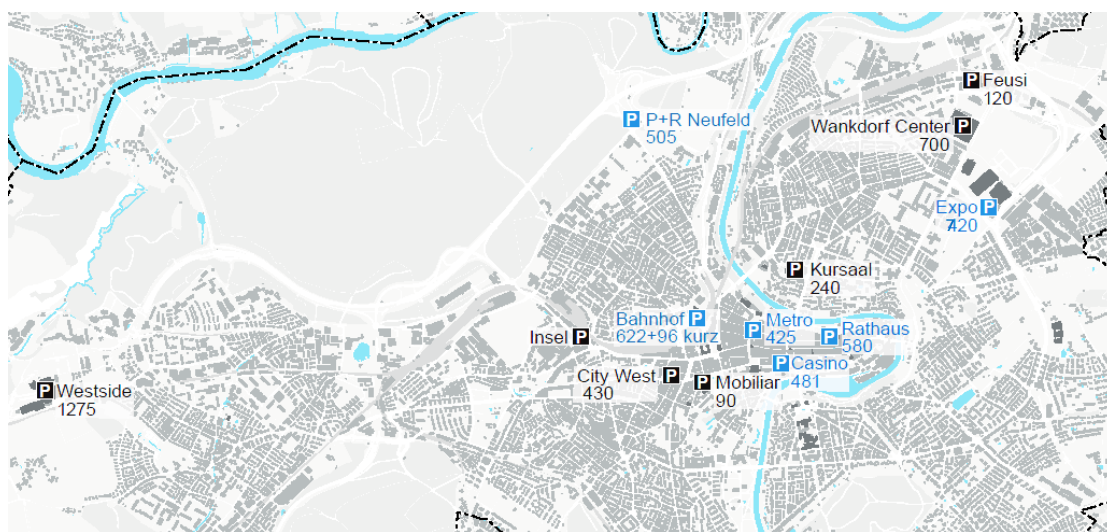 P Feusi
120
P P+R Neufeld
505
Wankdorf Center P
700
Expo P
420
P Kursaal
240
Bahnhof P
622+96 kurz
P Metro
425
P Rathaus
580
Insel P
P Casino
481
City West P
430
P Mobiliar
90
P Westside
1275